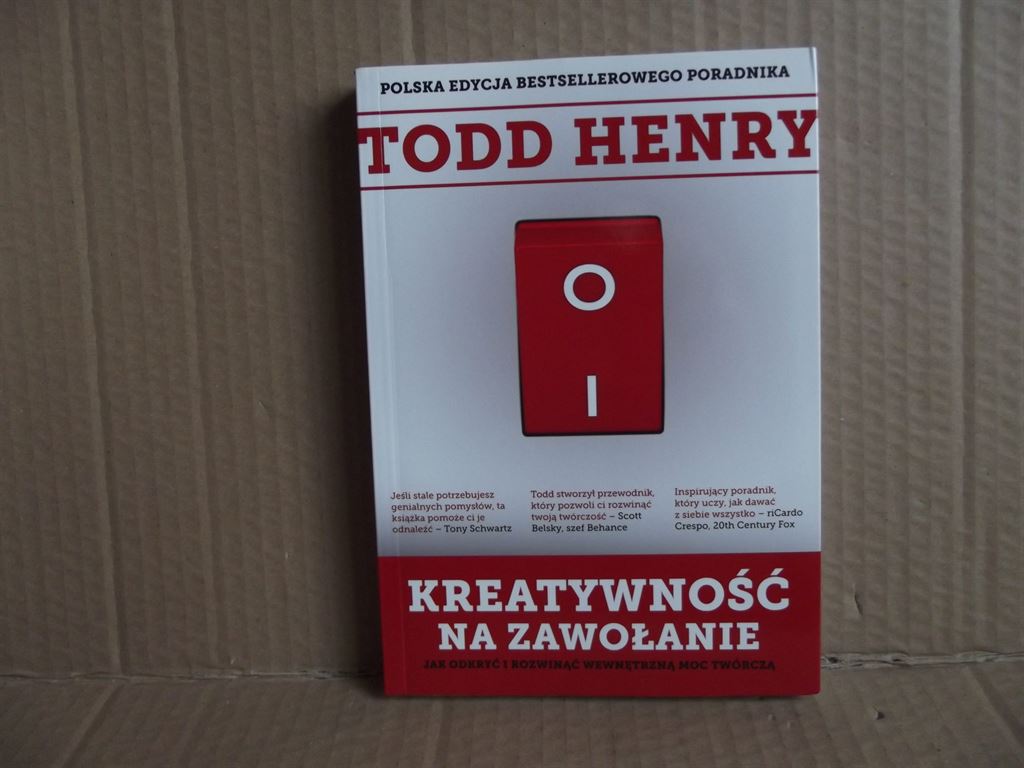 POLSKA EDYCJA BESTSELLEROWEGO PORADNIKA
TODD HENRY
O
I
Jeśli stale potrzebujesz
genialnych pomysłów, ta
książka pomoże ci je
odnaleźć – Tony Schwartz
Todd stworzył przewodnik,
który pozwoli ci rozwinąć
twoją twórczość – Scott
Belsky, szef Behance
Inspirujący poradnik,
który uczy, jak dawać
z siebie wszystko – riCardo
Crespo, 20th Century Fox
KREATYWNOŚĆ
NA ZAWOŁANIE
JAK ODKRYĆ I ROZWINĄĆ WEWNĘTRZNĄ MOC TWÓRCZĄ